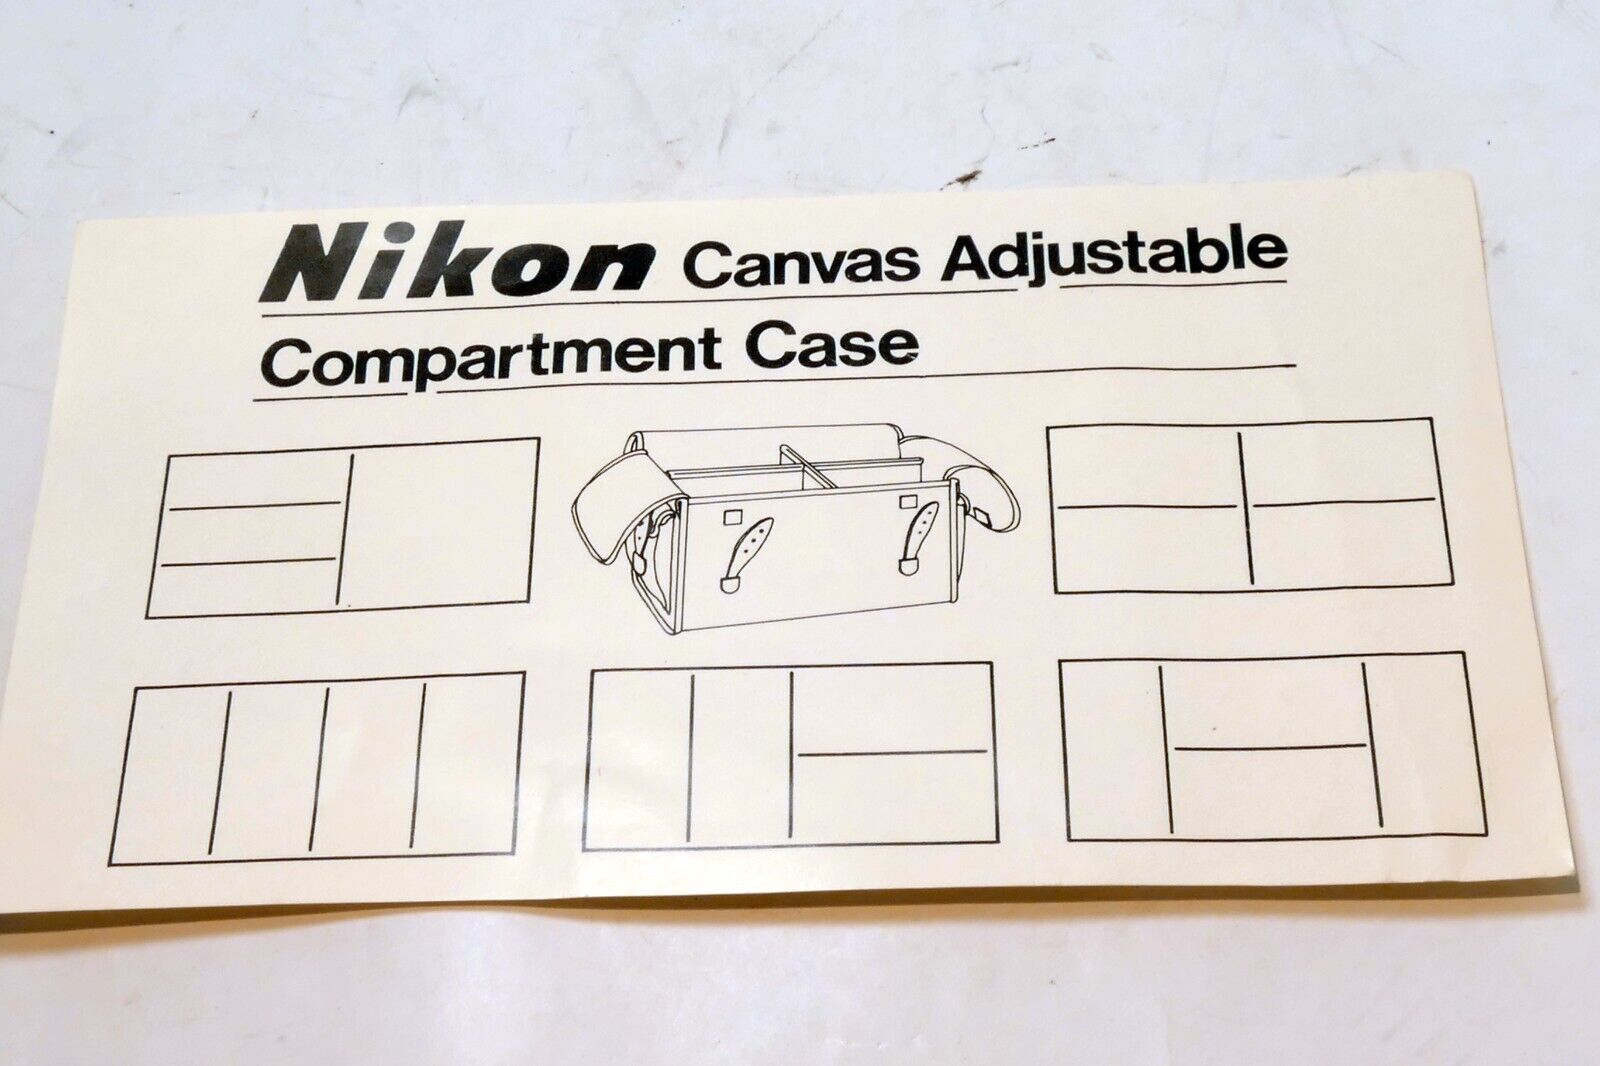 Nikon Canvas Adjustable
Compartment Case